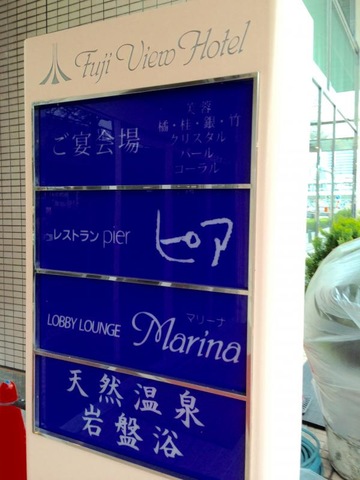 Fuji View Hotel
ご宴会場
芙蓉
橘・桂・銀・竹
クリスタル
パール
コーラル
レストラン pier
ピア
LOBBY LOUNGE
マリーナ
Marina
天然温泉
岩盤浴